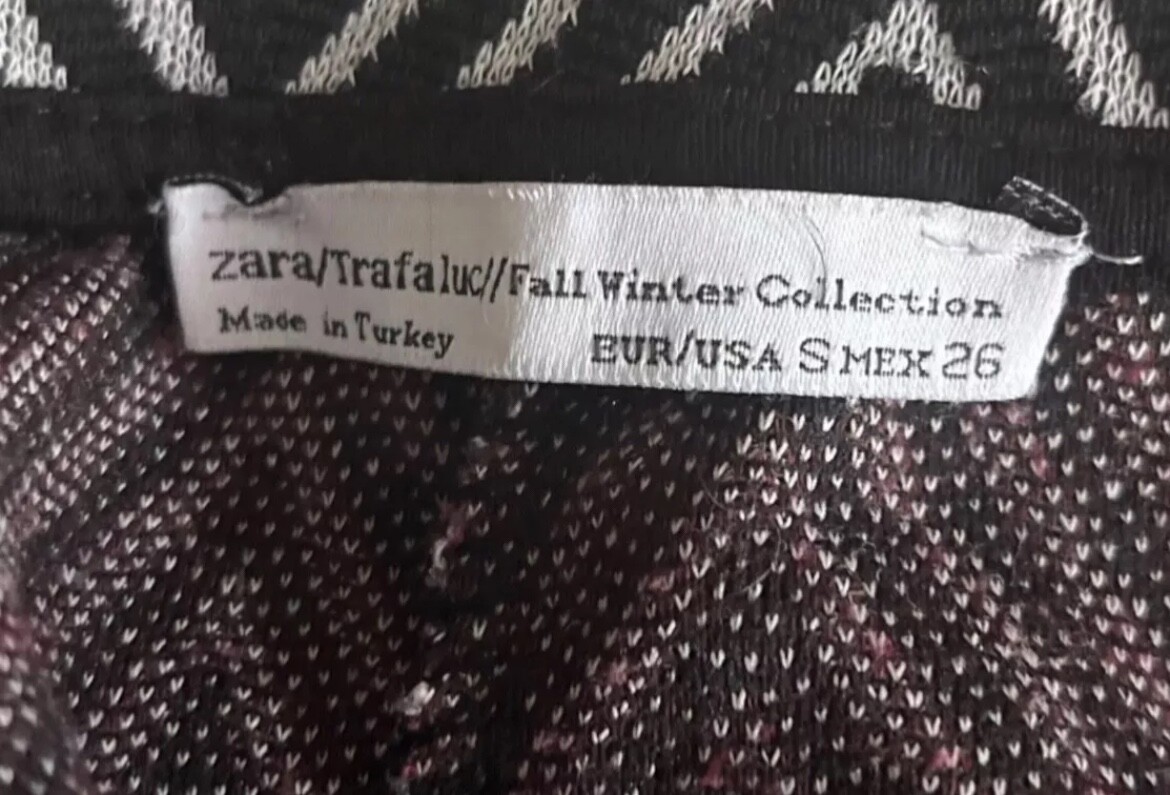 zara/Trafaluc//Fall Winter Collection
Made in Turkey EUR/USA S MEX 26